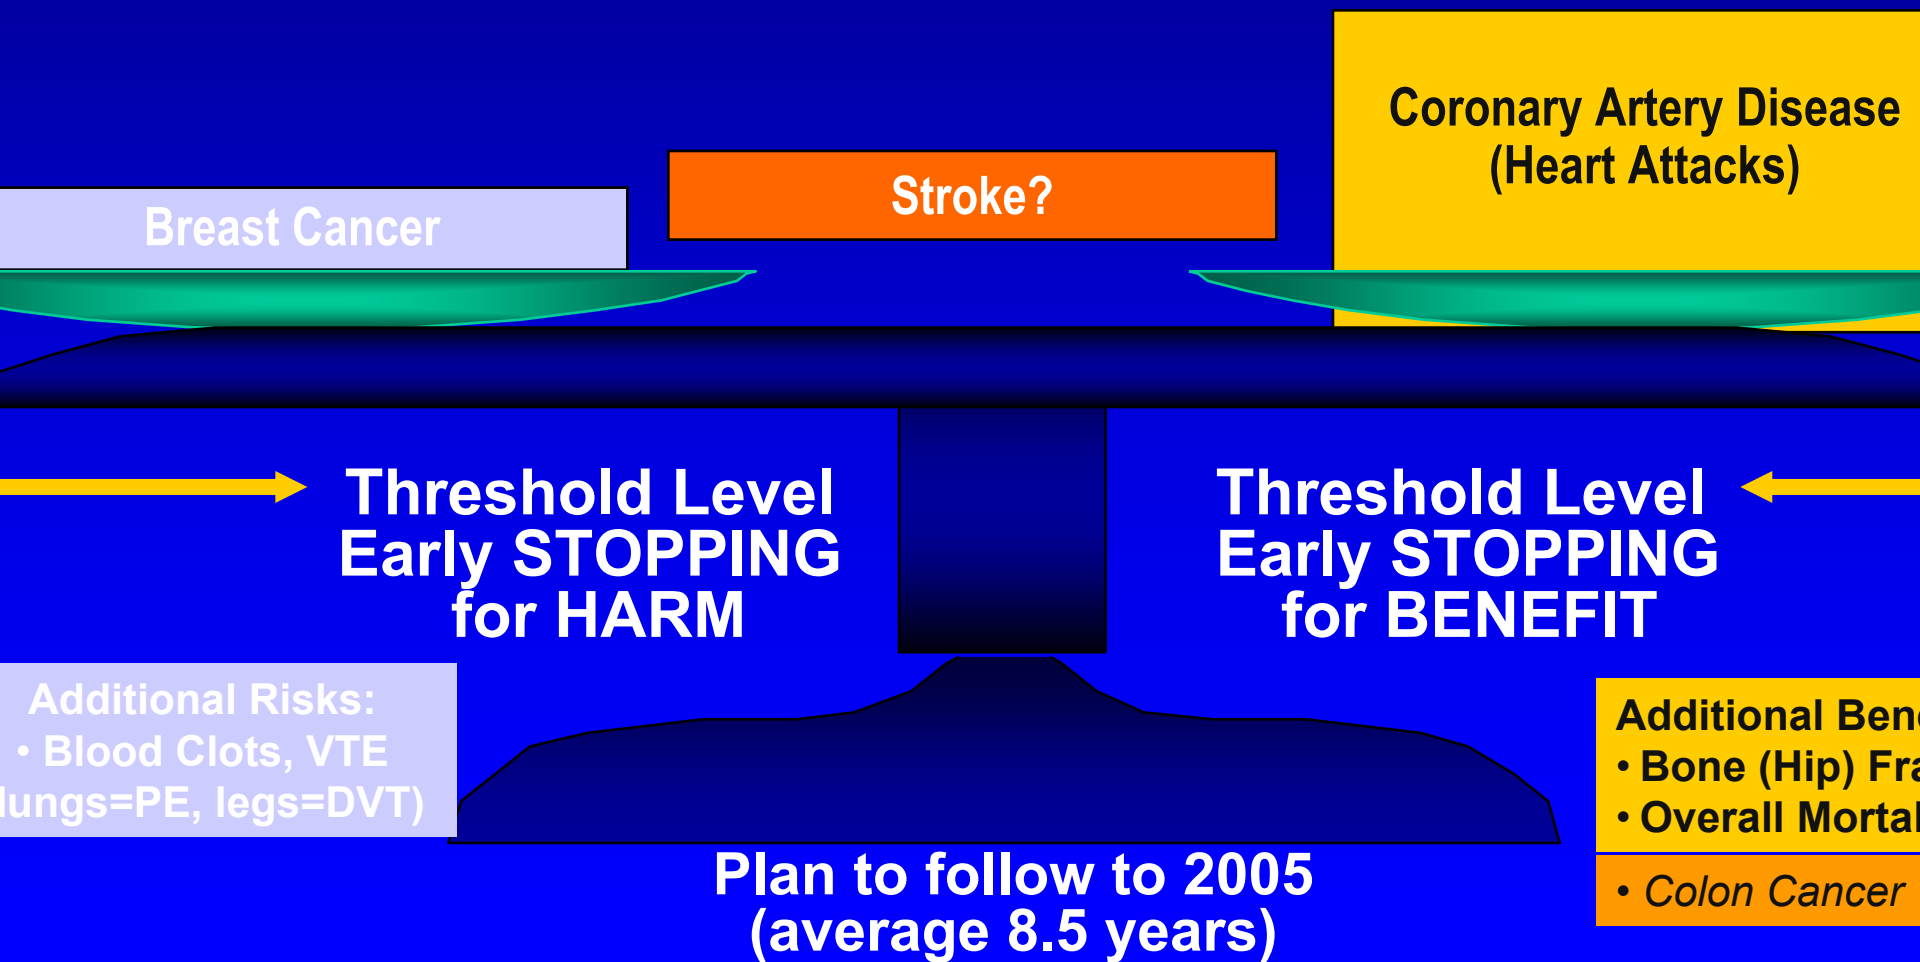 Coronary Artery Disease
(Heart Attacks)
Stroke?
Breast Cancer
Threshold Level
Early STOPPING
for HARM
Threshold Level
Early STOPPING
for BENEFIT
Additional Risks:
• Blood Clots, VTE
lungs=PE, legs=DVT)
Additional
• Bone (Hip)
• Overall
• Colon Cancer
Plan to follow to 2005
(average 8.5 years)